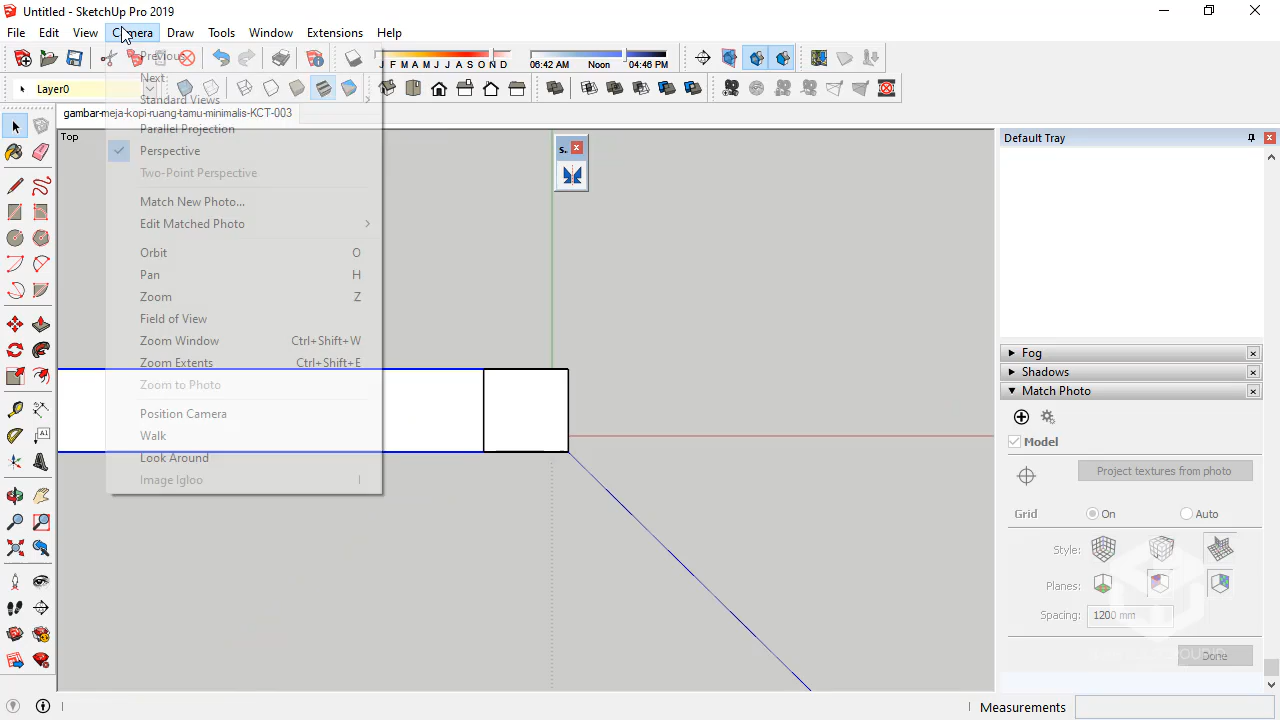 Untitled - SketchUp Pro 2019
File Edit View Camera Draw Tools Window Extensions Help
J F M A M J J A S O N D
06:42 AM Noon 04:46 PM
Layer0
gambar-meja-kopi-ruang-tamu-minimalis-KCT-003
Top
Previous
Next
Standard Views
Parallel Projection
Perspective
Two-Point Perspective
Match New Photo...
Edit Matched Photo
Orbit O
Pan H
Zoom Z
Field of View
Zoom Window Ctrl+Shift+W
Zoom Extents Ctrl+Shift+E
Zoom to Photo
Position Camera
Walk
Look Around
Image Igloo I
s.
A1
Default Tray
Fog
Shadows
Match Photo
Model
Project textures from photo
Grid On Auto
Style:
Planes:
Spacing: 1200 mm
Done
Measurements